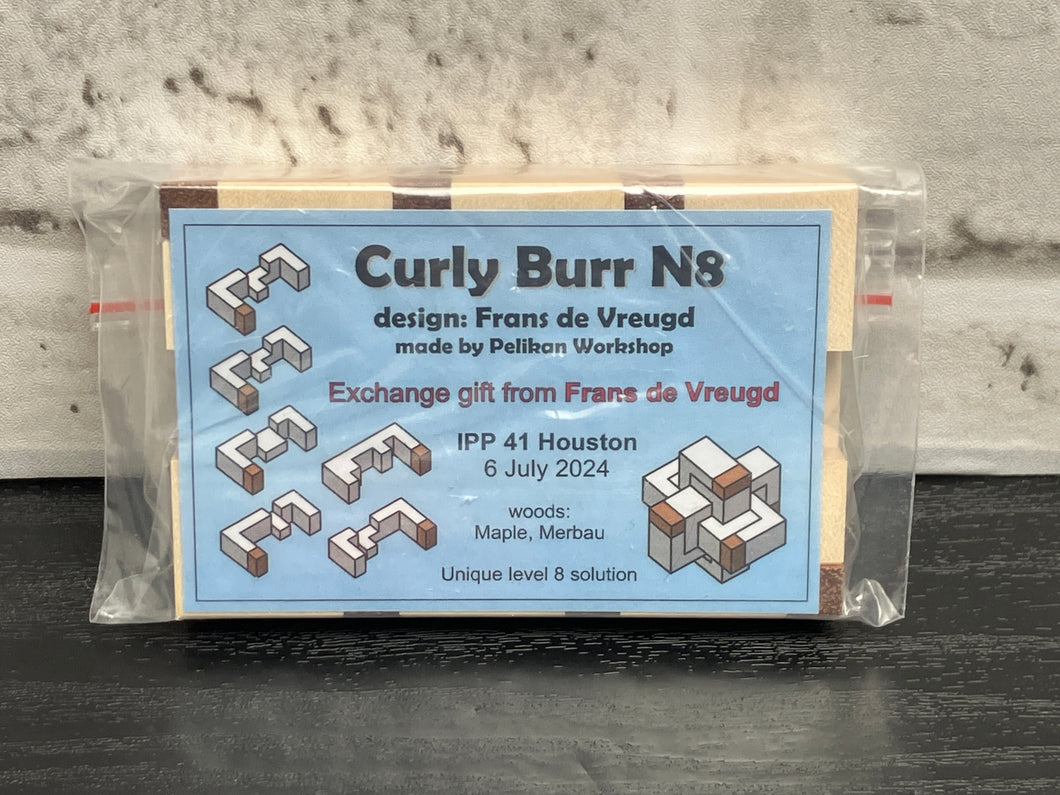 Curly Burr N8
design: Frans de Vreugd
made by Pelikan Workshop
Exchange gift from Frans de Vreugd
IPP 41 Houston
6 July 2024
woods:
Maple, Merbau
Unique level 8 solution